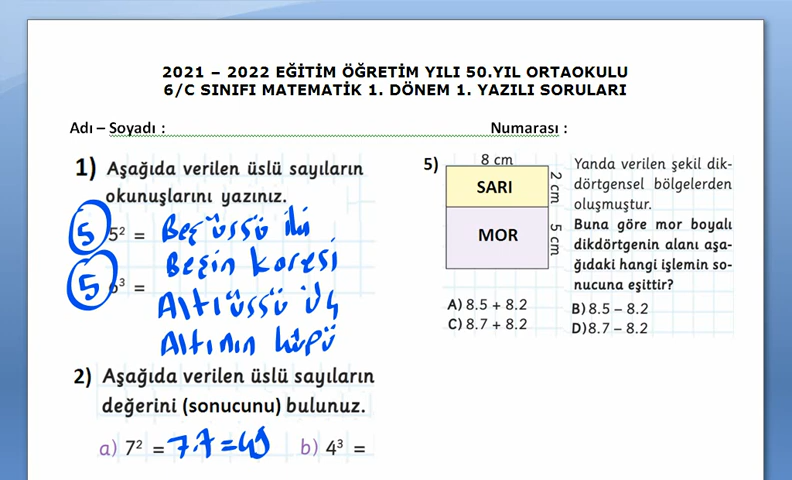 2021 – 2022 EĞİTİM ÖĞRETİM YILI 50.YIL ORTAOKULU
6/C SINIFI MATEMATİK 1. DÖNEM 1. YAZILI SORULARI
Adı – Soyadı : Numarası :
1) Aşağıda verilen üslü sayıların
okunuşlarını yazınız.
5 5² = Beş üssü iki
Beşin karesi
5 6³ =
Altı üssü üç
Altının küpü
2) Aşağıda verilen üslü sayıların
değerini (sonucunu) bulunuz.
a) 7² = 7.7=49 b) 4³ =
5) 8 cm
SARI
2 cm
MOR
5 cm
Yanda verilen şekil dik-
dörtgensel bölgelerden
oluşmuştur.
Buna göre mor boyalı
dikdörtgenin alanı aşa-
ğıdaki hangi işlemin so-
nucuna eşittir?
A) 8.5 + 8.2 B) 8.5 – 8.2
C) 8.7 + 8.2 D) 8.7 – 8.2